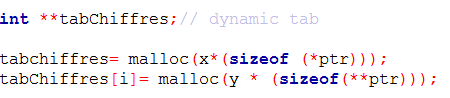 int **tabChiffres;// dynamic tab
tabchiffres= malloc(x*(sizeof (*ptr)));
tabChiffres[i]= malloc(y * (sizeof(**ptr)));